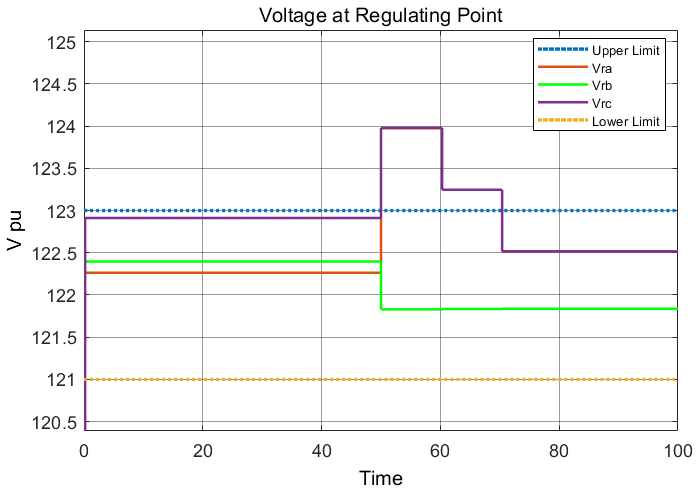 Voltage at Regulating Point
V pu
125
124.5
124
123.5
123
122.5
122
121.5
121
120.5
0
20
40
60
80
100
Time
Upper Limit
Vra
Vrb
Vrc
Lower Limit